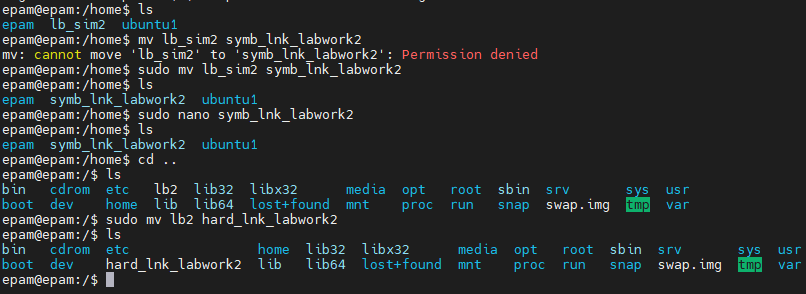 epam@epam:/home$ ls
epam  lb_sim2  ubuntu1
epam@epam:/home$ mv lb_sim2 symb_lnk_labwork2
mv: cannot move 'lb_sim2' to 'symb_lnk_labwork2': Permission denied
epam@epam:/home$ sudo mv lb_sim2 symb_lnk_labwork2
epam@epam:/home$ ls
epam  symb_lnk_labwork2  ubuntu1
epam@epam:/home$ sudo nano symb_lnk_labwork2
epam@epam:/home$ ls
epam  symb_lnk_labwork2  ubuntu1
epam@epam:/home$ cd ..
epam@epam:/$ ls
bin   cdrom  etc   lb2  lib32  libx32      media  opt   root  sbin  srv       sys  usr
boot  dev    home  lib  lib64  lost+found  mnt    proc  run   snap  swap.img  tmp  var
epam@epam:/$ sudo mv lb2 hard_lnk_labwork2
epam@epam:/$ ls
bin   cdrom  etc                home  lib32  libx32      media  opt   root  sbin  srv       sys  usr
boot  dev    hard_lnk_labwork2  lib   lib64  lost+found  mnt    proc  run   snap  swap.img  tmp  var
epam@epam:/$